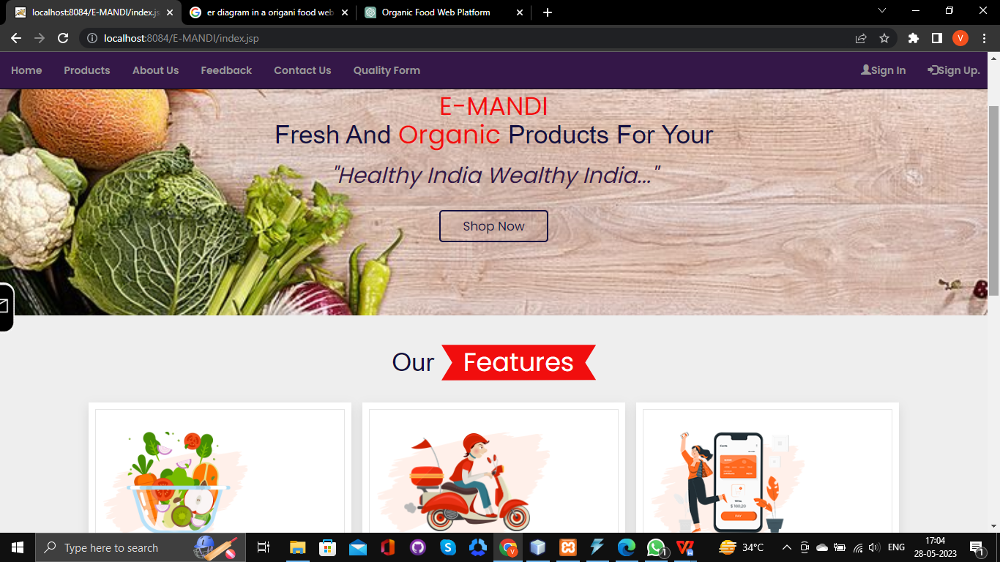 localhost:8084/E-MANDI/index.js
er diagram in a origani food web
Organic Food Web Platform
localhost:8084/E-MANDI/index.jsp
V
Home Products About Us Feedback Contact Us Quality Form Sign In Sign Up.
E-MANDI
Fresh And Organic Products For Your
"Healthy India Wealthy India..."
Shop Now
Our Features
Type here to search
34°C
ENG
17:04
28-05-2023
1
1